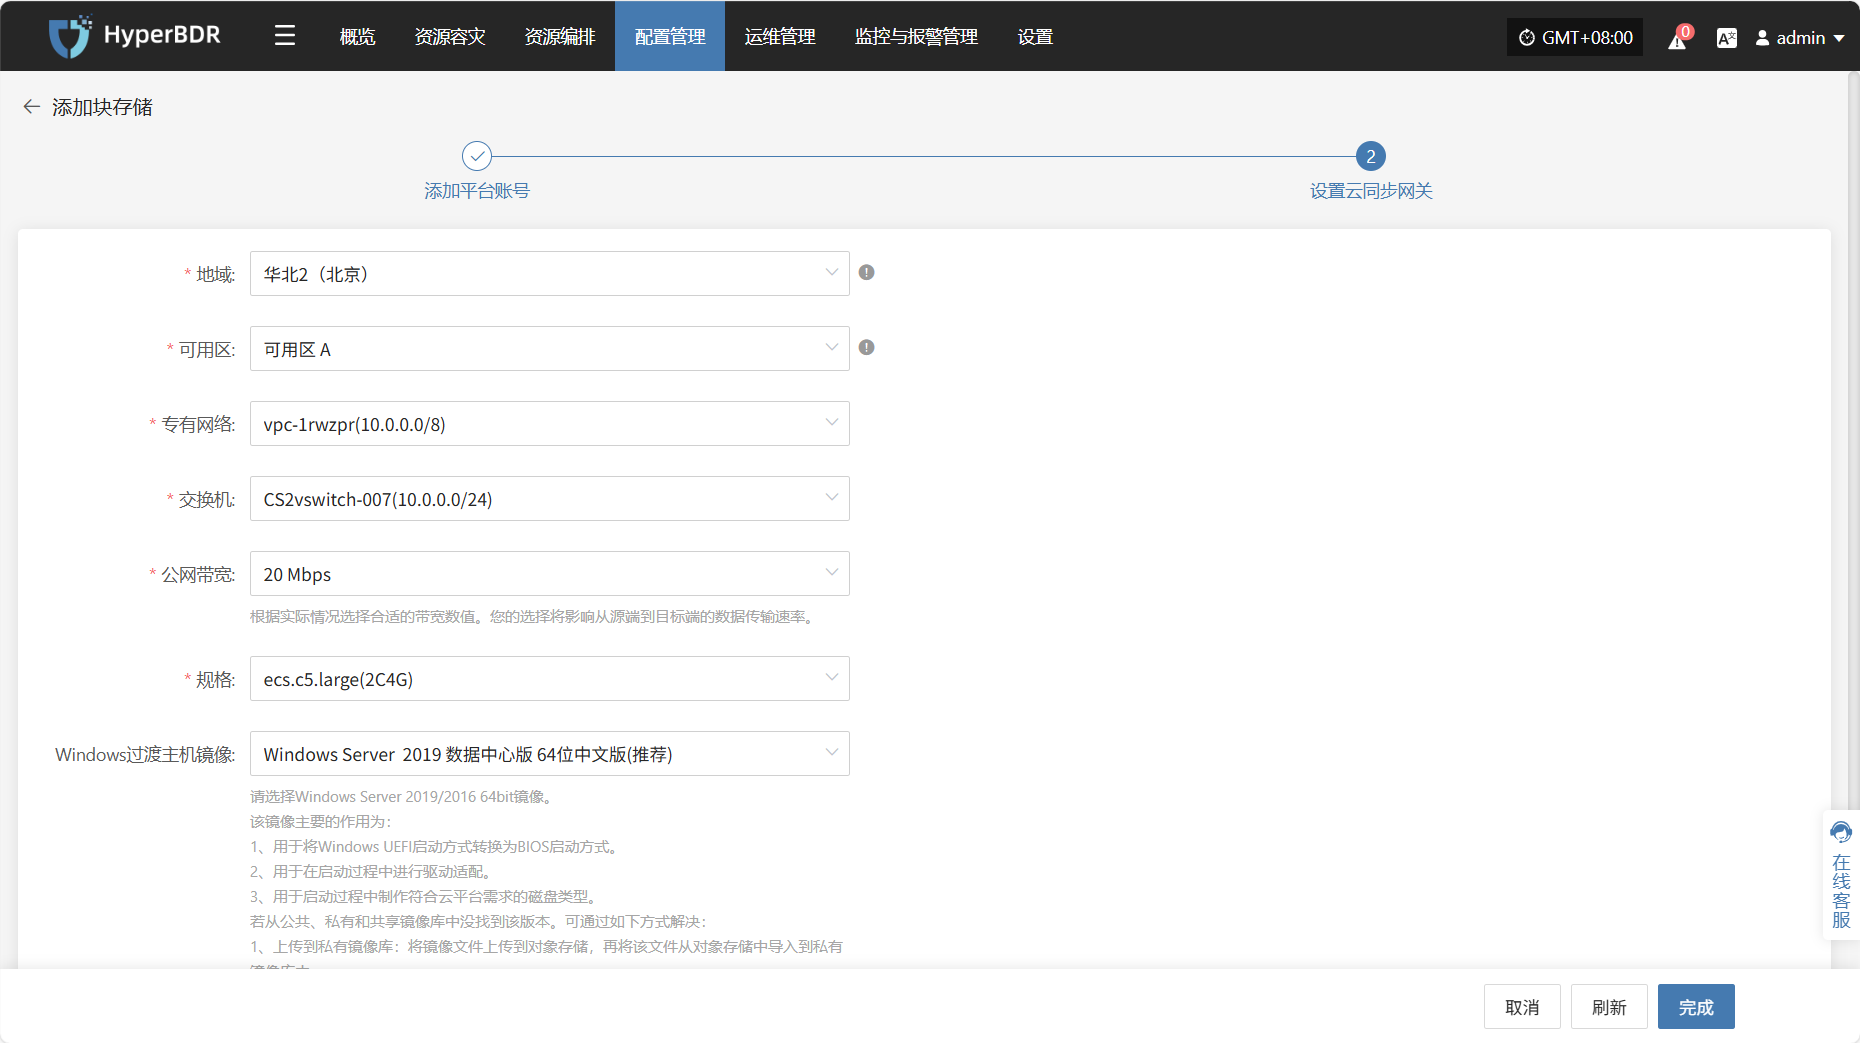 HyperBDR
概览
资源容灾
资源编排
配置管理
运维管理
监控与报警管理
设置
GMT+08:00
0
admin
添加块存储
2
添加平台账号
设置云同步网关
* 地域:
华北2（北京）
* 可用区:
可用区 A
* 专有网络:
vpc-1rwzpr(10.0.0.0/8)
* 交换机:
CS2vswitch-007(10.0.0.0/24)
* 公网带宽:
20 Mbps
根据实际情况选择合适的带宽数值。您的选择将影响从源端到目标端的数据传输速率。
* 规格:
ecs.c5.large(2C4G)
Windows过渡主机镜像:
Windows Server  2019 数据中心版 64位中文版(推荐)
请选择Windows Server 2019/2016 64bit镜像。
该镜像主要的作用为：
1、用于将Windows UEFI启动方式转换为BIOS启动方式。
2、用于在启动过程中进行驱动适配。
3、用于启动过程中制作符合云平台需求的磁盘类型。
若从公共、私有和共享镜像库中没找到该版本。可通过如下方式解决：
1、上传到私有镜像库：将镜像文件上传到对象存储，再将该文件从对象存储中导入到私有
在线客服
取消
刷新
完成